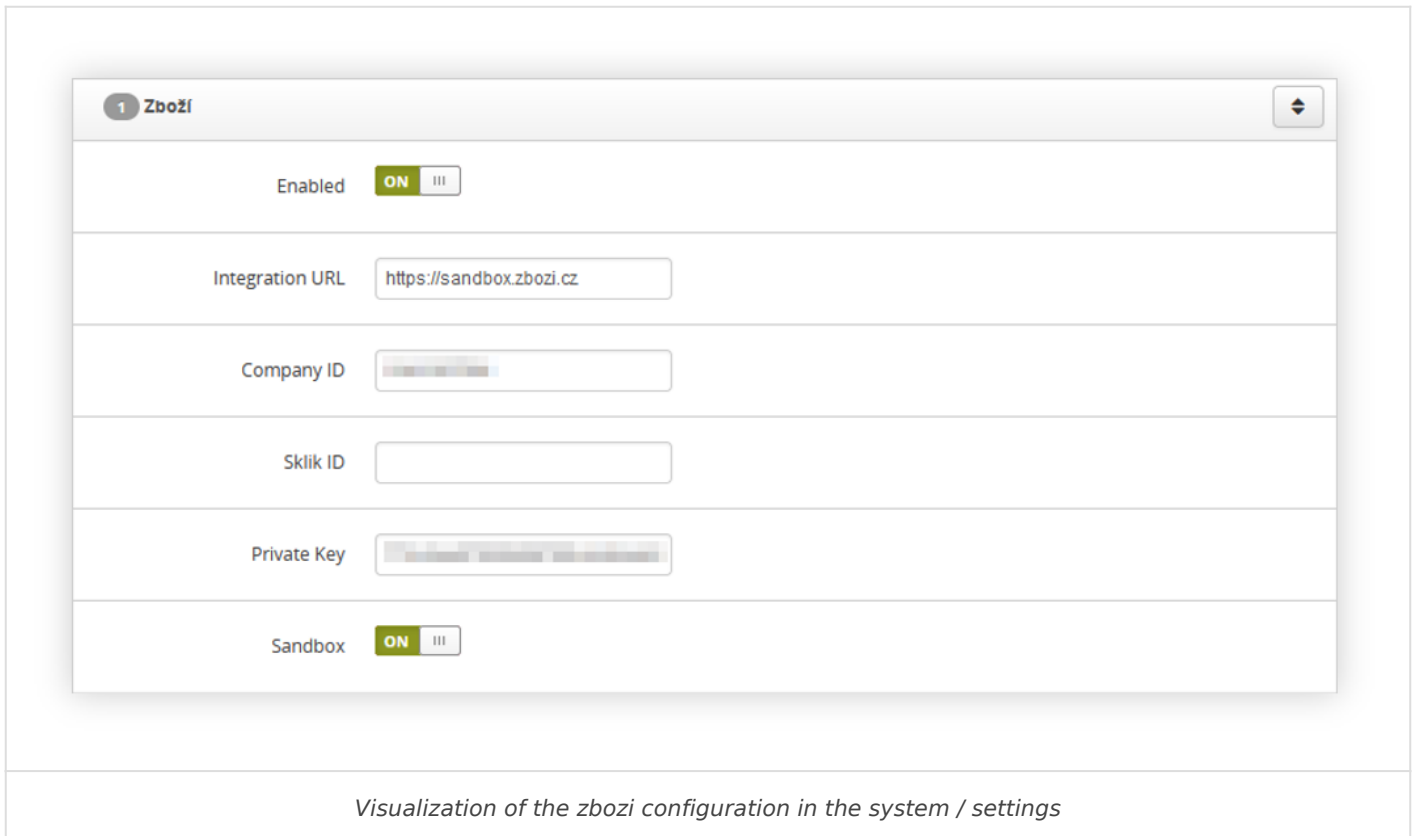 1 Zboží
Enabled ON
Integration URL https://sandbox.zbozi.cz
Company ID
Sklik ID
Private Key
Sandbox ON
Visualization of the zbozi configuration in the system / settings